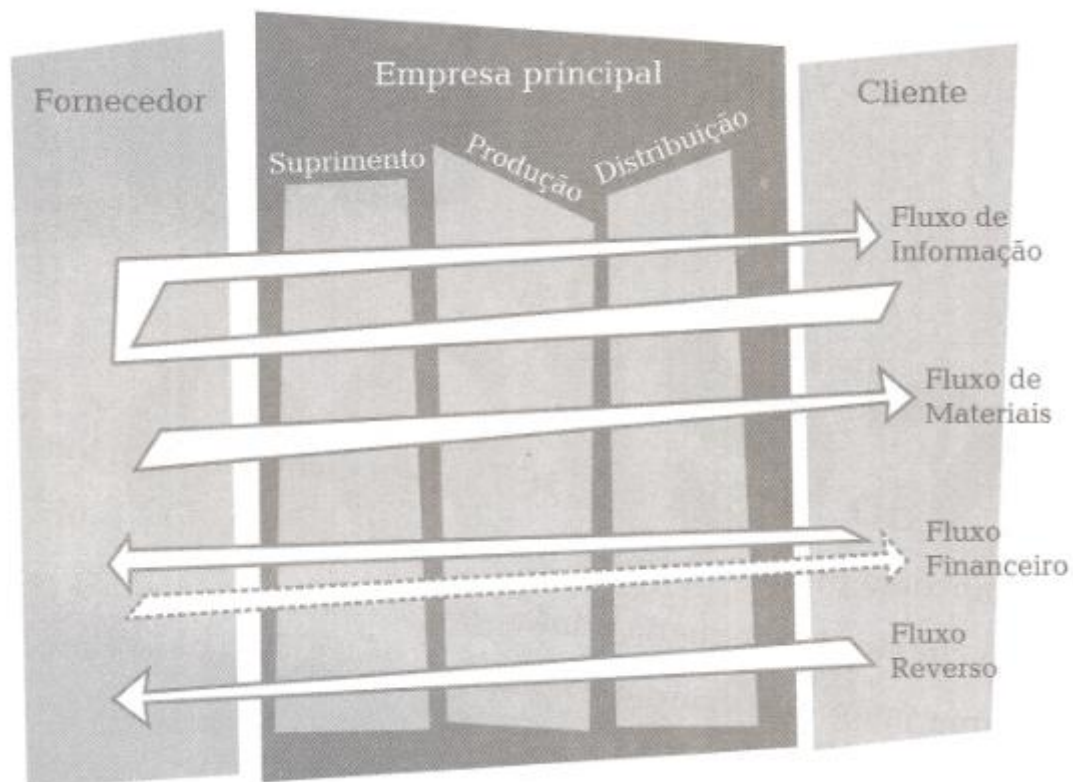 Fornecedor
Empresa principal
Cliente
Suprimento
Produção
Distribuição
Fluxo de
Informação
Fluxo de
Materiais
Fluxo
Financeiro
Fluxo
Reverso